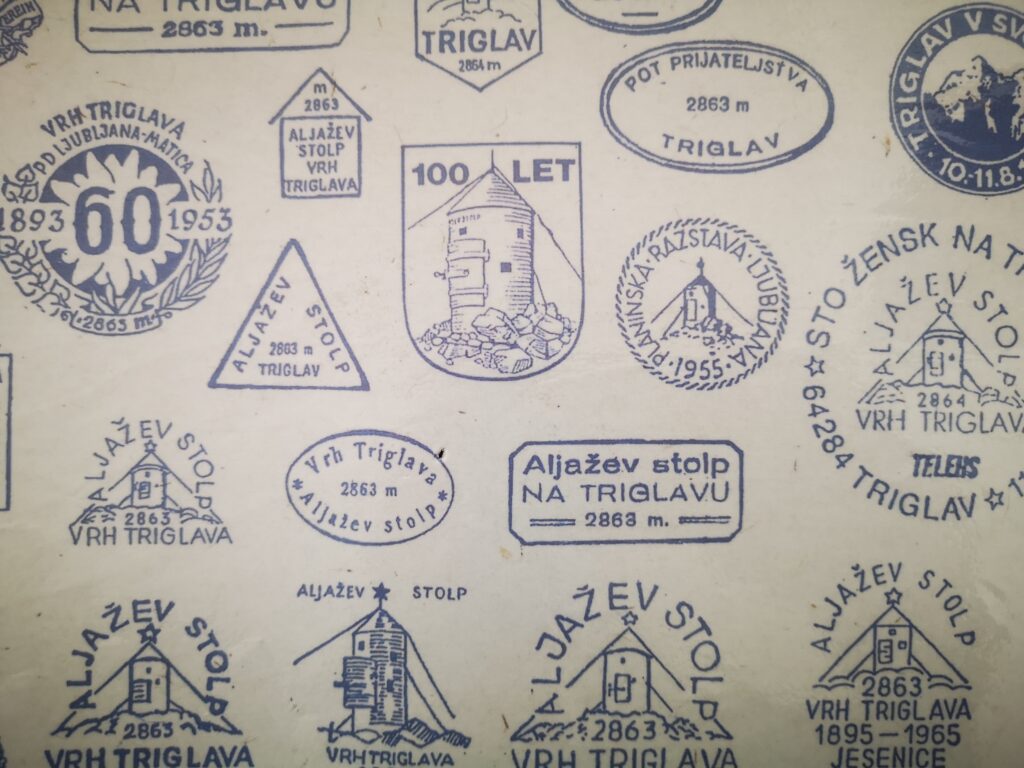 NA TRIGLAVU
2863 m.
TRIGLAV
2864 m
POT PRIJATELJSTVA
2863 m
TRIGLAV
TRIGLAV V
10.-11.8.
VRH TRIGLAVA
OD LJUBLJANA-MATICA
1893 60 1953
2863 m
m
2863
ALJAŽEV
STOLP
VRH
TRIGLAVA
100 LET
PLANINSKA RAZSTAVA LJUBLJANA
1955
ALJAŽEV STOLP
2863 m
TRIGLAV
STO ŽENSK NA
ALJAŽEV STOLP
2864
VRH TRIGLAVA
TELEKS
64284 TRIGLAV
ALJAŽEV STOLP
2863
VRH TRIGLAVA
Vrh Triglava
2863 m
Aljažev stolp
Aljažev stolp
NA TRIGLAVU
2863 m.
ALJAŽEV STOLP
2863
VRH TRIGLAVA
ALJAŽEV STOLP
VRH TRIGLAVA
ALJAŽEV STOLP
2863
VRH TRIGLAVA
ALJAŽEV STOLP
2863
VRH TRIGLAVA
1895-1965
JESENICE